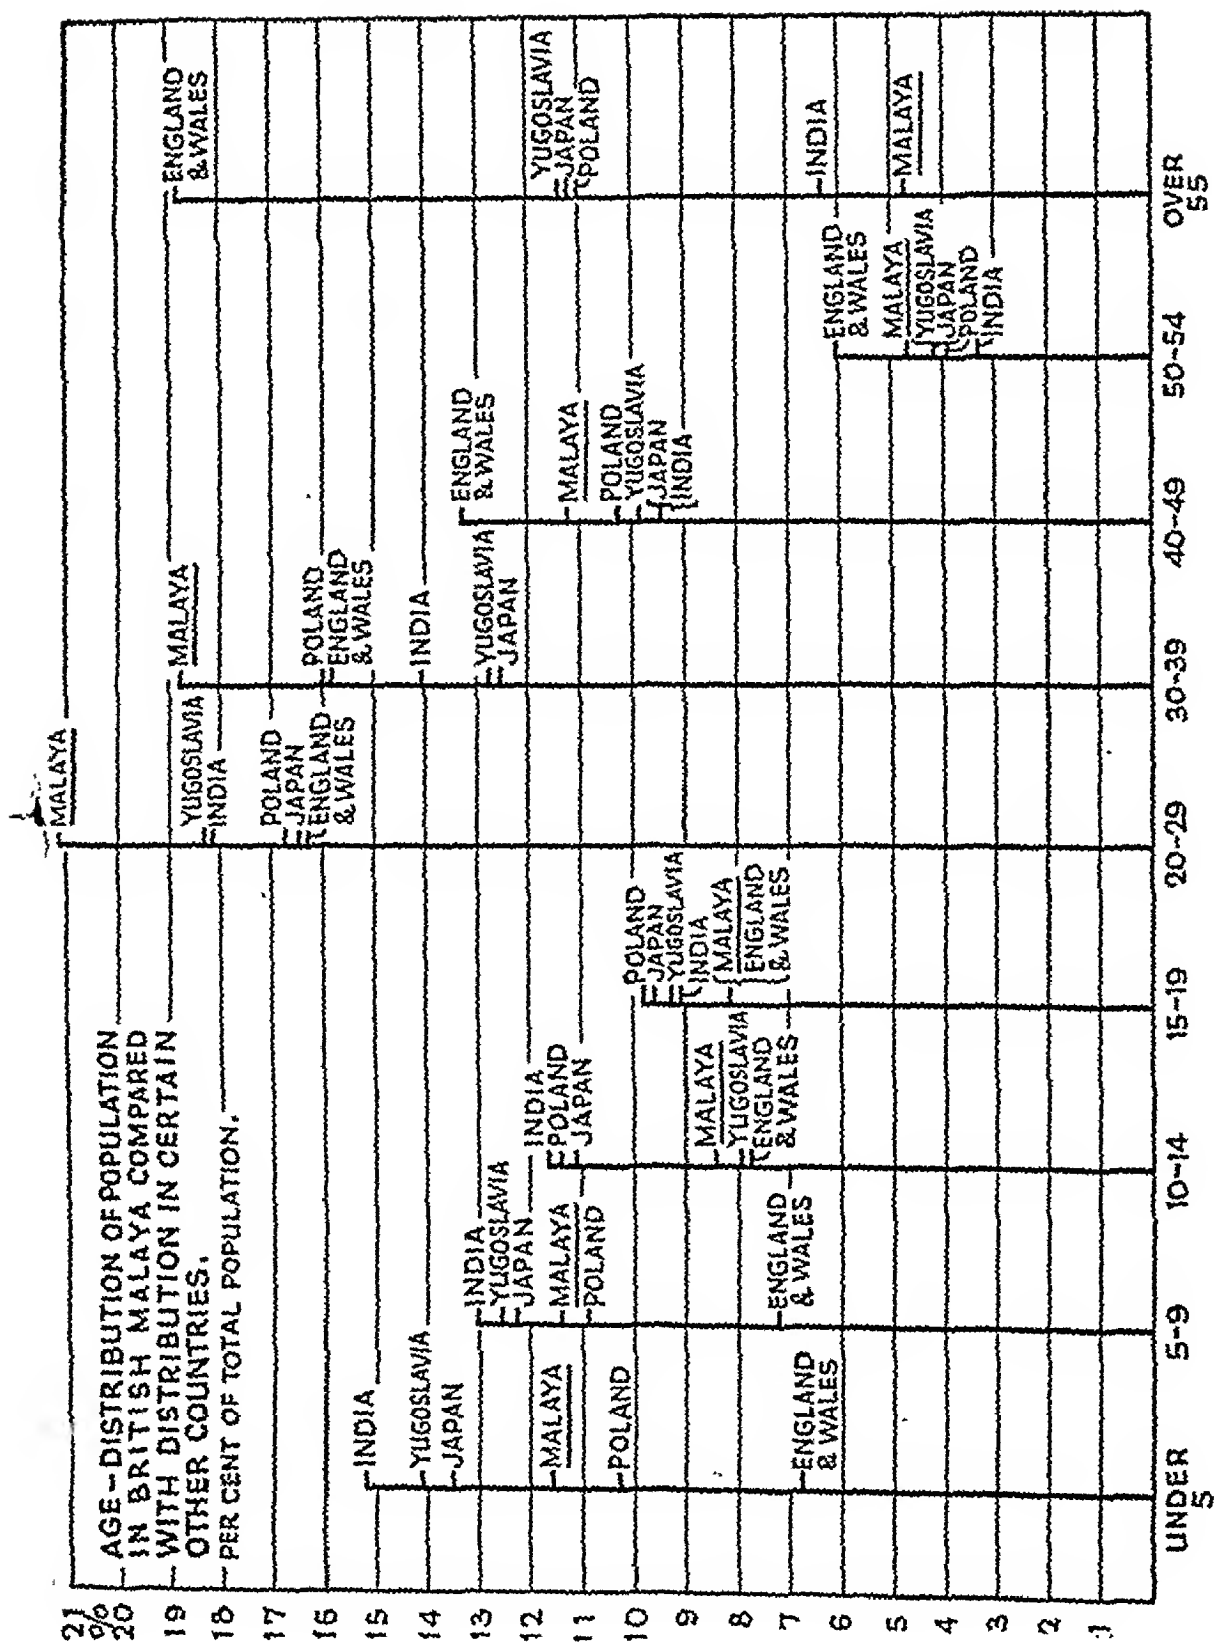 AGE-DISTRIBUTION OF POPULATION
IN BRITISH MALAYA COMPARED
WITH DISTRIBUTION IN CERTAIN
OTHER COUNTRIES.
PER CENT OF TOTAL POPULATION.
21
%
20
19
18
17
16
15
14
13
12
11
10
9
8
7
6
5
4
3
2
1
INDIA
YUGOSLAVIA
JAPAN
MALAYA
POLAND
ENGLAND
& WALES
UNDER
5
INDIA
YUGOSLAVIA
JAPAN
MALAYA
POLAND
ENGLAND
& WALES
5-9
INDIA
POLAND
JAPAN
MALAYA
YUGOSLAVIA
ENGLAND
& WALES
10-14
POLAND
JAPAN
YUGOSLAVIA
INDIA
MALAYA
ENGLAND
& WALES
15-19
MALAYA
YUGOSLAVIA
INDIA
POLAND
JAPAN
ENGLAND
& WALES
20-29
MALAYA
POLAND
ENGLAND
& WALES
INDIA
YUGOSLAVIA
JAPAN
30-39
ENGLAND
& WALES
MALAYA
POLAND
YUGOSLAVIA
JAPAN
INDIA
40-49
ENGLAND
& WALES
MALAYA
YUGOSLAVIA
JAPAN
POLAND
INDIA
50-54
ENGLAND
& WALES
YUGOSLAVIA
JAPAN
POLAND
INDIA
MALAYA
OVER
55